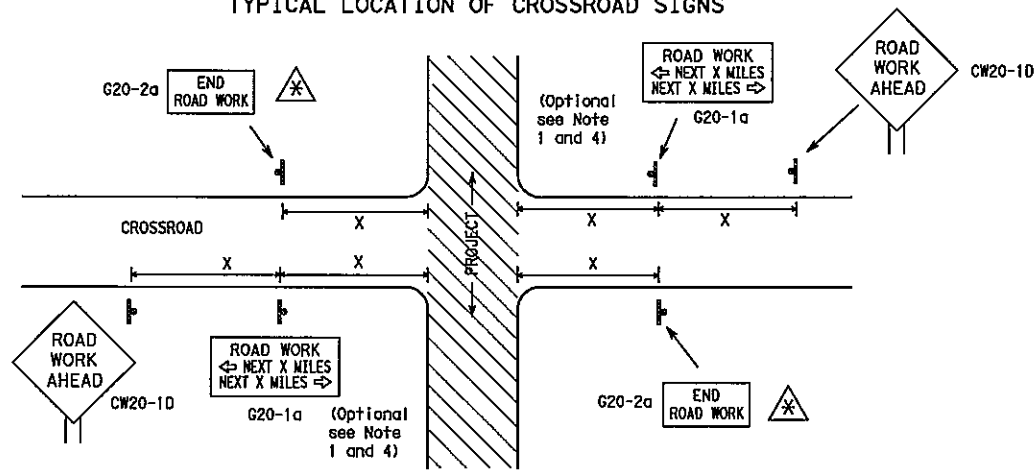 TYPICAL LOCATION OF CROSSROAD SIGNS
G20-2a
END
ROAD WORK
*
(Optional
see Note
1 and 4)
ROAD WORK
⇦ NEXT X MILES
NEXT X MILES ⇨
G20-1a
ROAD
WORK
AHEAD
CW20-1D
X
X
X
CROSSROAD
PROJECT
X
X
X
ROAD
WORK
AHEAD
CW20-1D
ROAD WORK
⇦ NEXT X MILES
NEXT X MILES ⇨
G20-1a
(Optional
see Note
1 and 4)
G20-2a
END
ROAD WORK
*